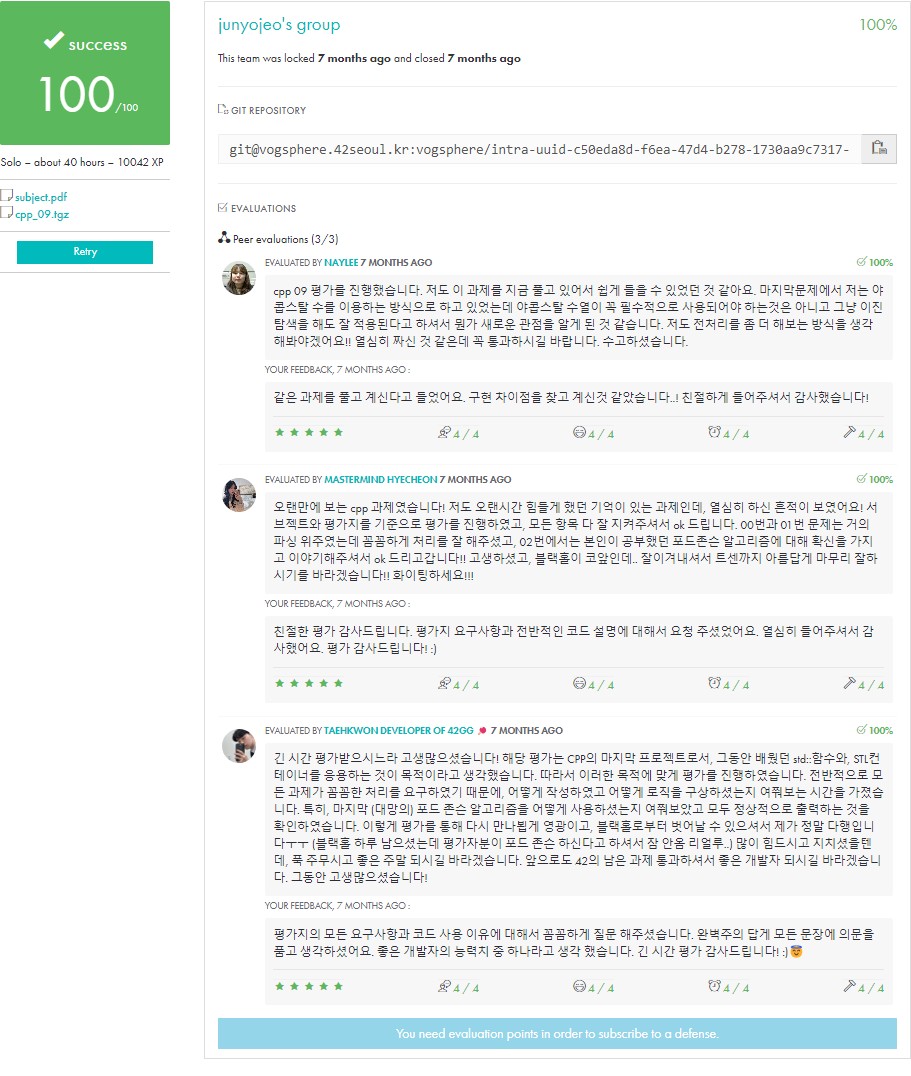 success
100/100
Solo – about 40 hours – 10042 XP
subject.pdf
cpp_09.tgz
Retry
junyojeo's group
100%
This team was locked 7 months ago and closed 7 months ago
GIT REPOSITORY
git@vogsphere.42seoul.kr:vogsphere/intra-uuid-c50eda8d-f6ea-47d4-b278-1730aa9c7317-
EVALUATIONS
Peer evaluations (3/3)
EVALUATED BY NAYLEE 7 MONTHS AGO
100%
cpp 09 평가를 진행했습니다. 저도 이 과제를 지금 풀고 있어서 쉽게 들을 수 있었던 것 같아요. 마지막문제에서 저는 야
콥스탈 수를 이용하는 방식으로 하고 있었는데 야콥스탈 수열이 꼭 필수적으로 사용되어야 하는것은 아니고 그냥 이진
탐색을 해도 잘 적용된다고 하셔서 뭔가 새로운 관점을 알게 된 것 같습니다. 저도 전처리를 좀 더 해보는 방식을 생각
해봐야겠어요!! 열심히 짜신 것 같은데 꼭 통과하시길 바랍니다. 수고하셨습니다.
YOUR FEEDBACK, 7 MONTHS AGO :
같은 과제를 풀고 계신다고 들었어요. 구현 차이점을 찾고 계신것 같았습니다..! 친절하게 들어주셔서 감사했습니다!
4 / 4
4 / 4
4 / 4
4 / 4
EVALUATED BY MASTERMIND HYECHEON 7 MONTHS AGO
100%
오랜만에 보는 cpp 과제였습니다! 저도 오랜시간 힘들게 했던 기억이 있는 과제인데, 열심히 하신 흔적이 보였어요! 서
브젝트와 평가지를 기준으로 평가를 진행하였고, 모든 항목 다 잘 지켜주셔서 ok 드립니다. 00번과 01번 문제는 거의
파싱 위주였는데 꼼꼼하게 처리를 잘 해주셨고, 02번에서는 본인이 공부했던 포드존슨 알고리즘에 대해 확신을 가지
고 이야기해주셔서 ok 드리고갑니다!! 고생하셨고, 블랙홀이 코앞인데.. 잘이겨내셔서 트센까지 아름답게 마무리 잘하
시기를 바라겠습니다!! 화이팅하세요!!!
YOUR FEEDBACK, 7 MONTHS AGO :
친절한 평가 감사드립니다. 평가지 요구사항과 전반적인 코드 설명에 대해서 요청 주셨었어요. 열심히 들어주셔서 감
사했어요. 평가 감사드립니다! :)
4 / 4
4 / 4
4 / 4
4 / 4
EVALUATED BY TAEHKWON DEVELOPER OF 42GG 🏓 7 MONTHS AGO
100%
긴 시간 평가받으시느라 고생많으셨습니다! 해당 평가는 CPP의 마지막 프로젝트로서, 그동안 배웠던 std::함수와, STL컨
테이너를 응용하는 것이 목적이라고 생각했습니다. 따라서 이러한 목적에 맞게 평가를 진행하였습니다. 전반적으로 모
든 과제가 꼼꼼한 처리를 요구하였기 때문에, 어떻게 작성하였고 어떻게 로직을 구상하셨는지 여쭤보는 시간을 가졌습
니다. 특히, 마지막 (대망의) 포드 존슨 알고리즘을 어떻게 사용하셨는지 여쭤보았고 모두 정상적으로 출력하는 것을
확인하였습니다. 이렇게 평가를 통해 다시 만나뵙게 영광이고, 블랙홀로부터 벗어날 수 있으셔서 제가 정말 다행입니
다ㅜㅜ (블랙홀 하루 남으셨는데 평가자분이 포드 존슨 하신다고 하셔서 잠 안옴 리얼루..) 많이 힘드시고 지치셨을텐
데, 푹 주무시고 좋은 주말 되시길 바라겠습니다. 앞으로도 42의 남은 과제 통과하셔서 좋은 개발자 되시길 바라겠습니
다. 그동안 고생많으셨습니다!
YOUR FEEDBACK, 7 MONTHS AGO :
평가지의 모든 요구사항과 코드 사용 이유에 대해서 꼼꼼하게 질문 해주셨습니다. 완벽주의 답게 모든 문장에 의문을
품고 생각하셨어요. 좋은 개발자의 능력치 중 하나라고 생각 했습니다. 긴 시간 평가 감사드립니다! :)😇
4 / 4
4 / 4
4 / 4
4 / 4
You need evaluation points in order to subscribe to a defense.